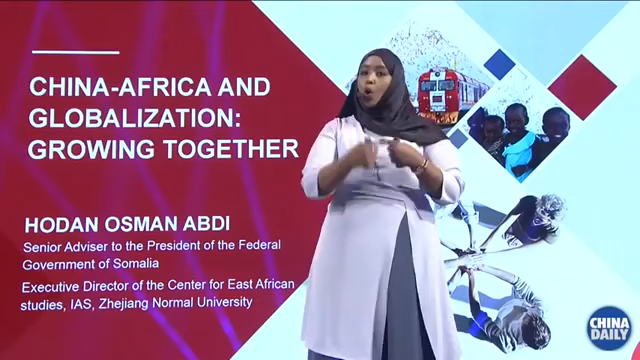 CHINA-AFRICA AND
GLOBALIZATION:
GROWING TOGETHER
HODAN OSMAN ABDI
Senior Adviser to the President of the Federal
Government of Somalia
Executive Director of the Center for East African
studies, IAS, Zhejiang Normal University
CHINA
DAILY